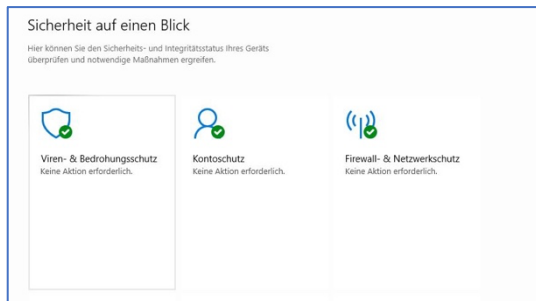 Sicherheit auf einen Blick
Hier können Sie den Sicherheits- und Integritätsstatus Ihres Geräts
überprüfen und notwendige Maßnahmen ergreifen.
Viren- & Bedrohungsschutz
Keine Aktion erforderlich.
Kontoschutz
Keine Aktion erforderlich.
Firewall- & Netzwerkschutz
Keine Aktion erforderlich.